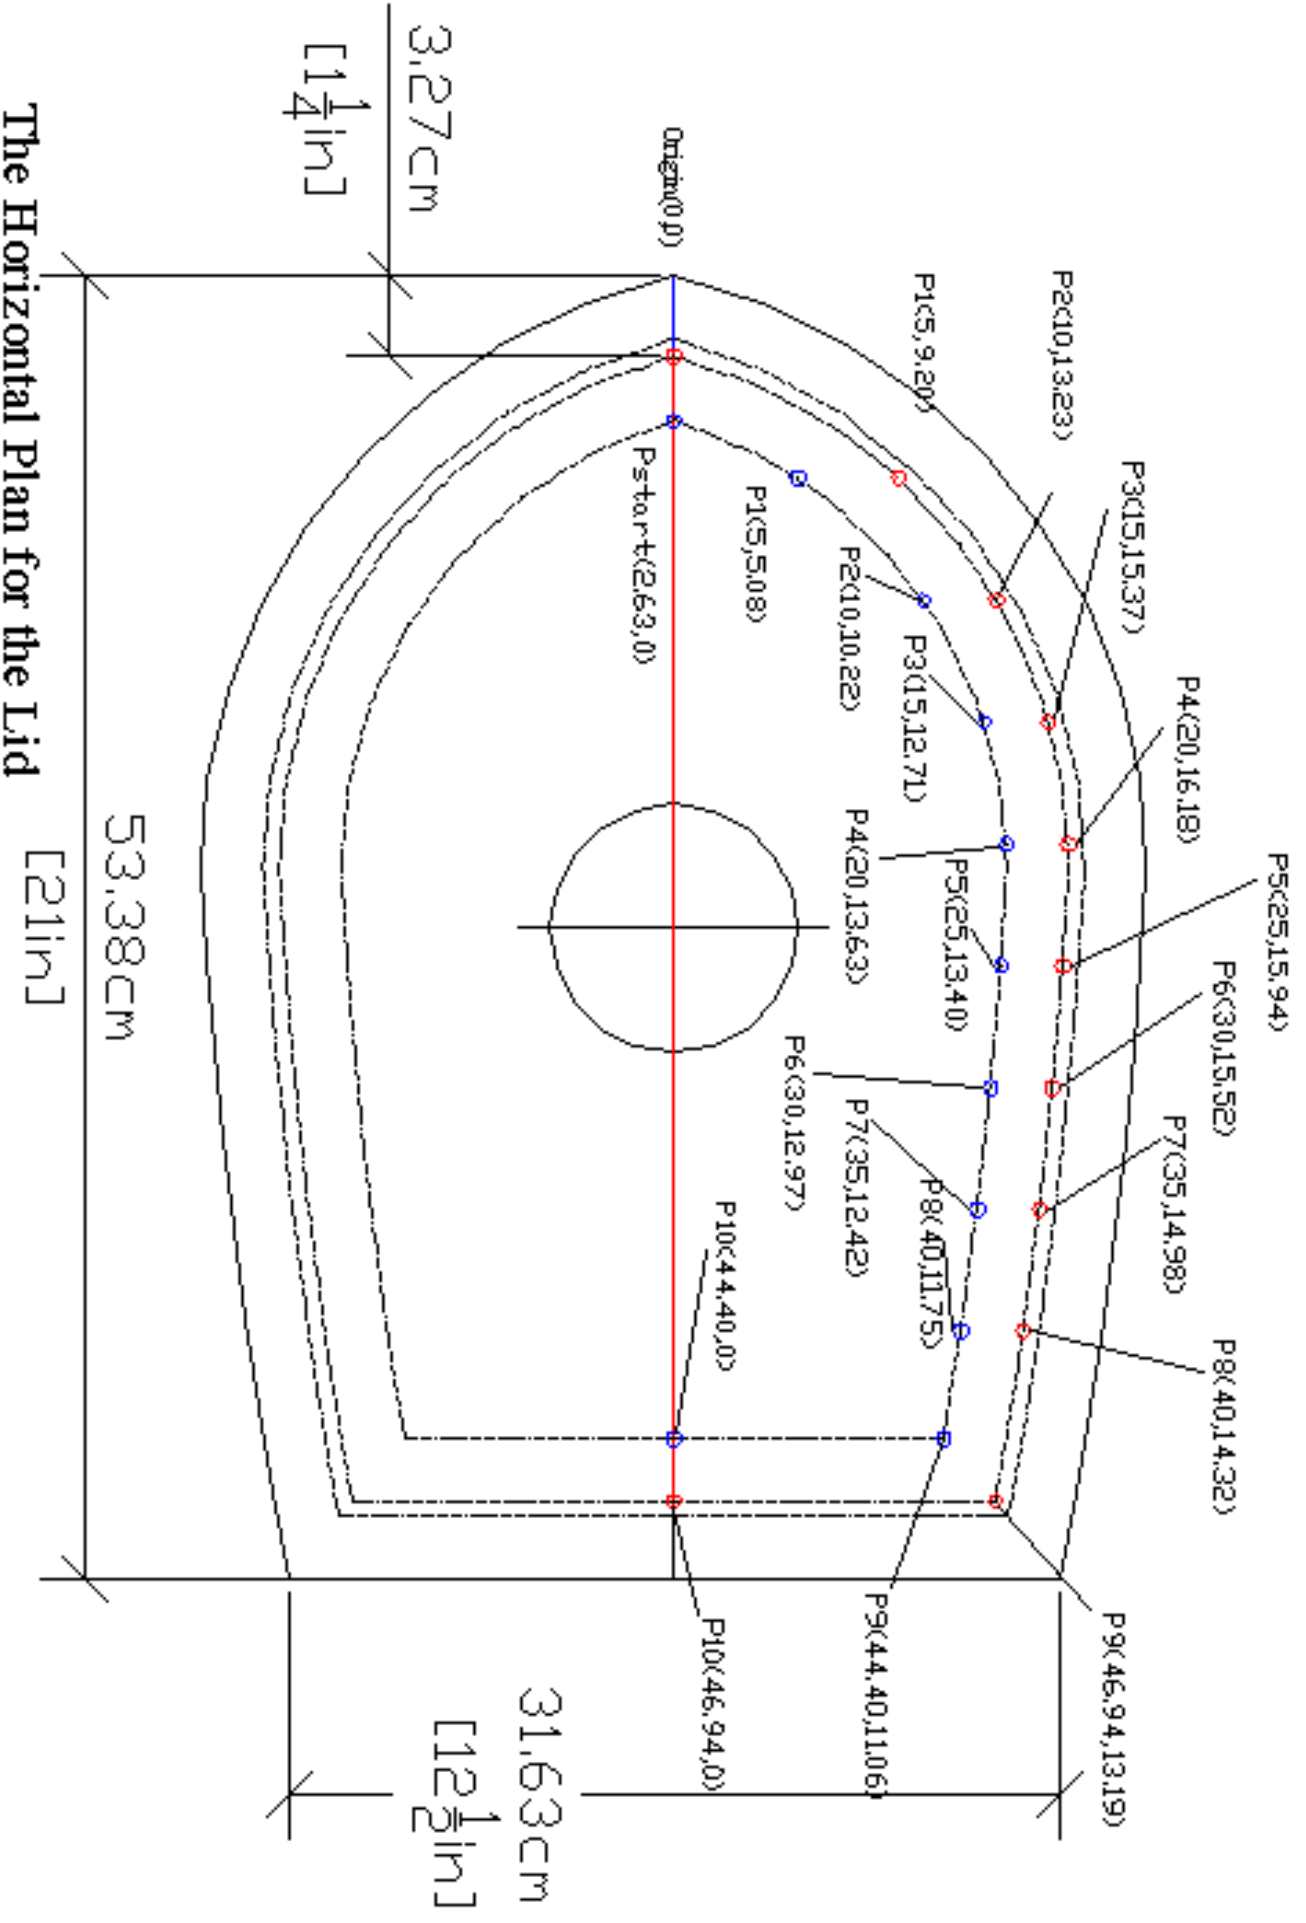 The Horizontal Plan for the Lid
53.38cm
[21in]
3.27cm
[1 1/4in]
Origin(0,0)
P1(5,9.20)
P2(10,13.23)
P3(15,15.37)
P4(20,16.18)
P5(25,15.94)
P6(30,15.52)
P7(35,14.98)
P8(40,14.32)
P9(46.94,13.19)
P10(46.94,0)
Pstart(2.63,0)
P1(5,5.08)
P2(10,10.22)
P3(15,12.71)
P4(20,13.63)
P5(25,13.40)
P6(30,12.97)
P7(35,12.42)
P8(40,11.75)
P9(44.40,11.06)
P10(44.40,0)
31.63cm
[12 1/2in]